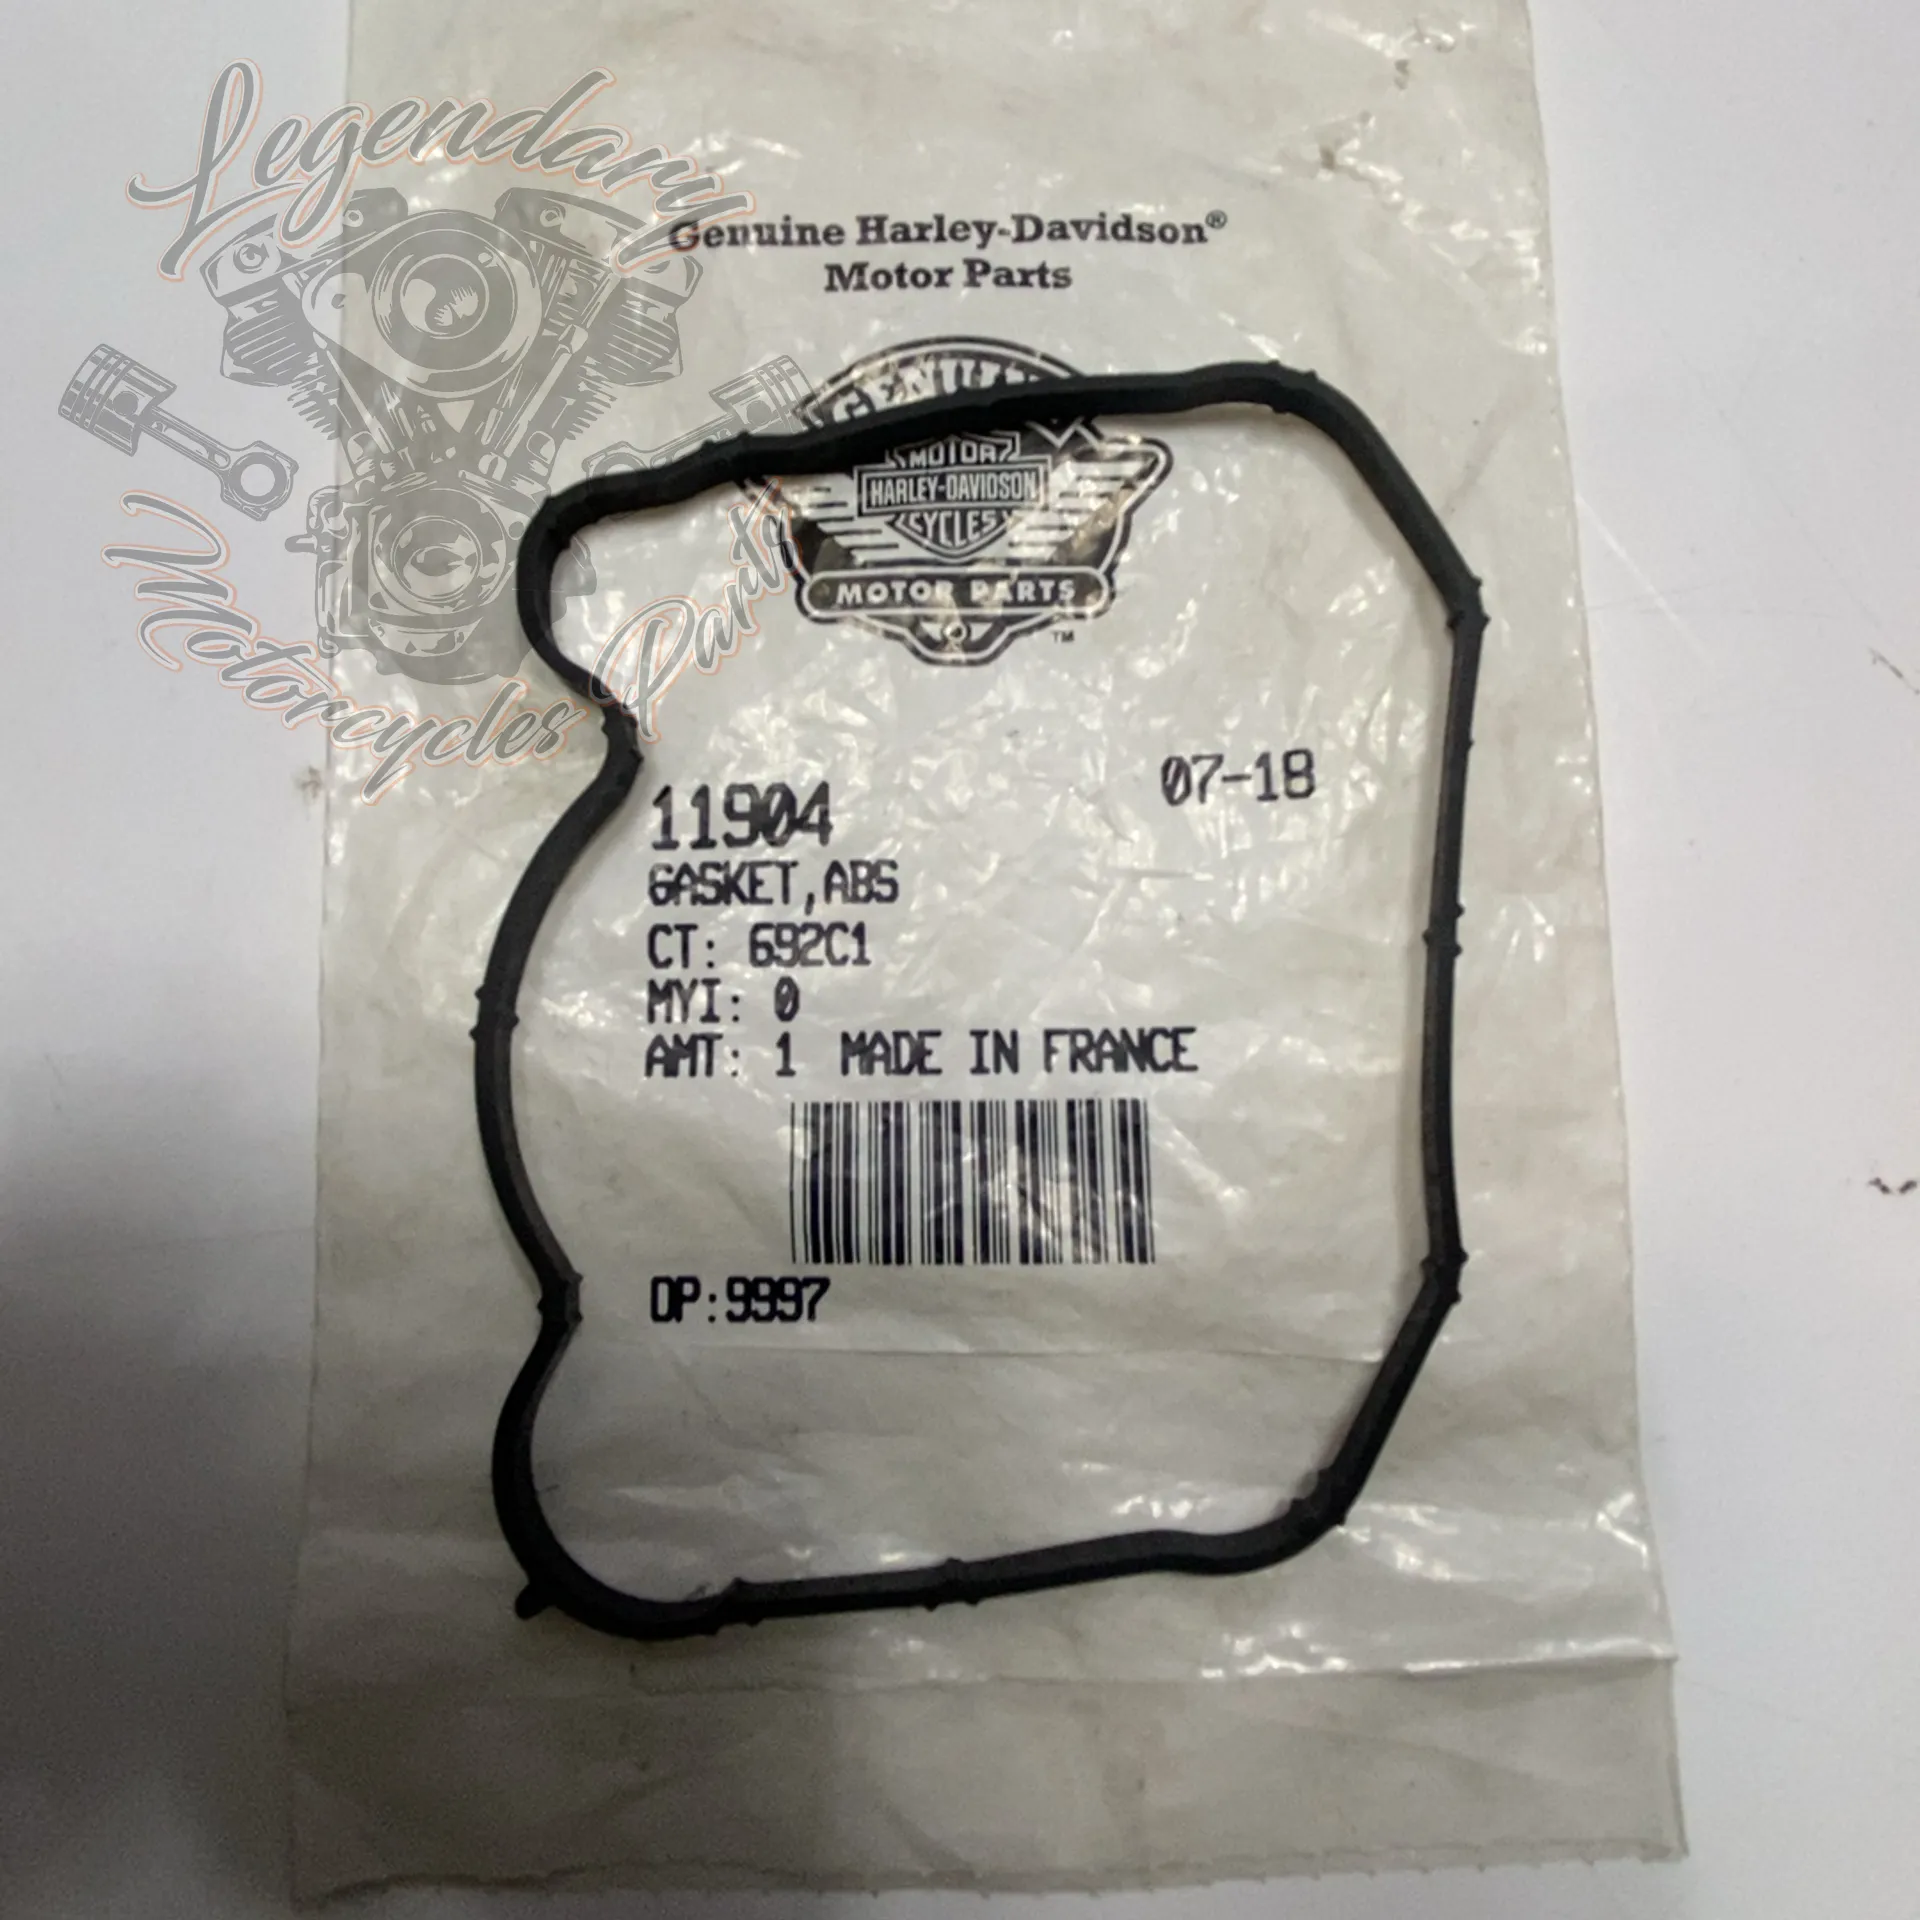 Legendary
Motorcycles Parts
Genuine Harley-Davidson®
Motor Parts
MOTOR
HARLEY-DAVIDSON
CYCLES
MOTOR PARTS
TM
07-18
11904
GASKET,ABS
CT: 692C1
MYI: 0
AMT: 1 MADE IN FRANCE
OP:9997